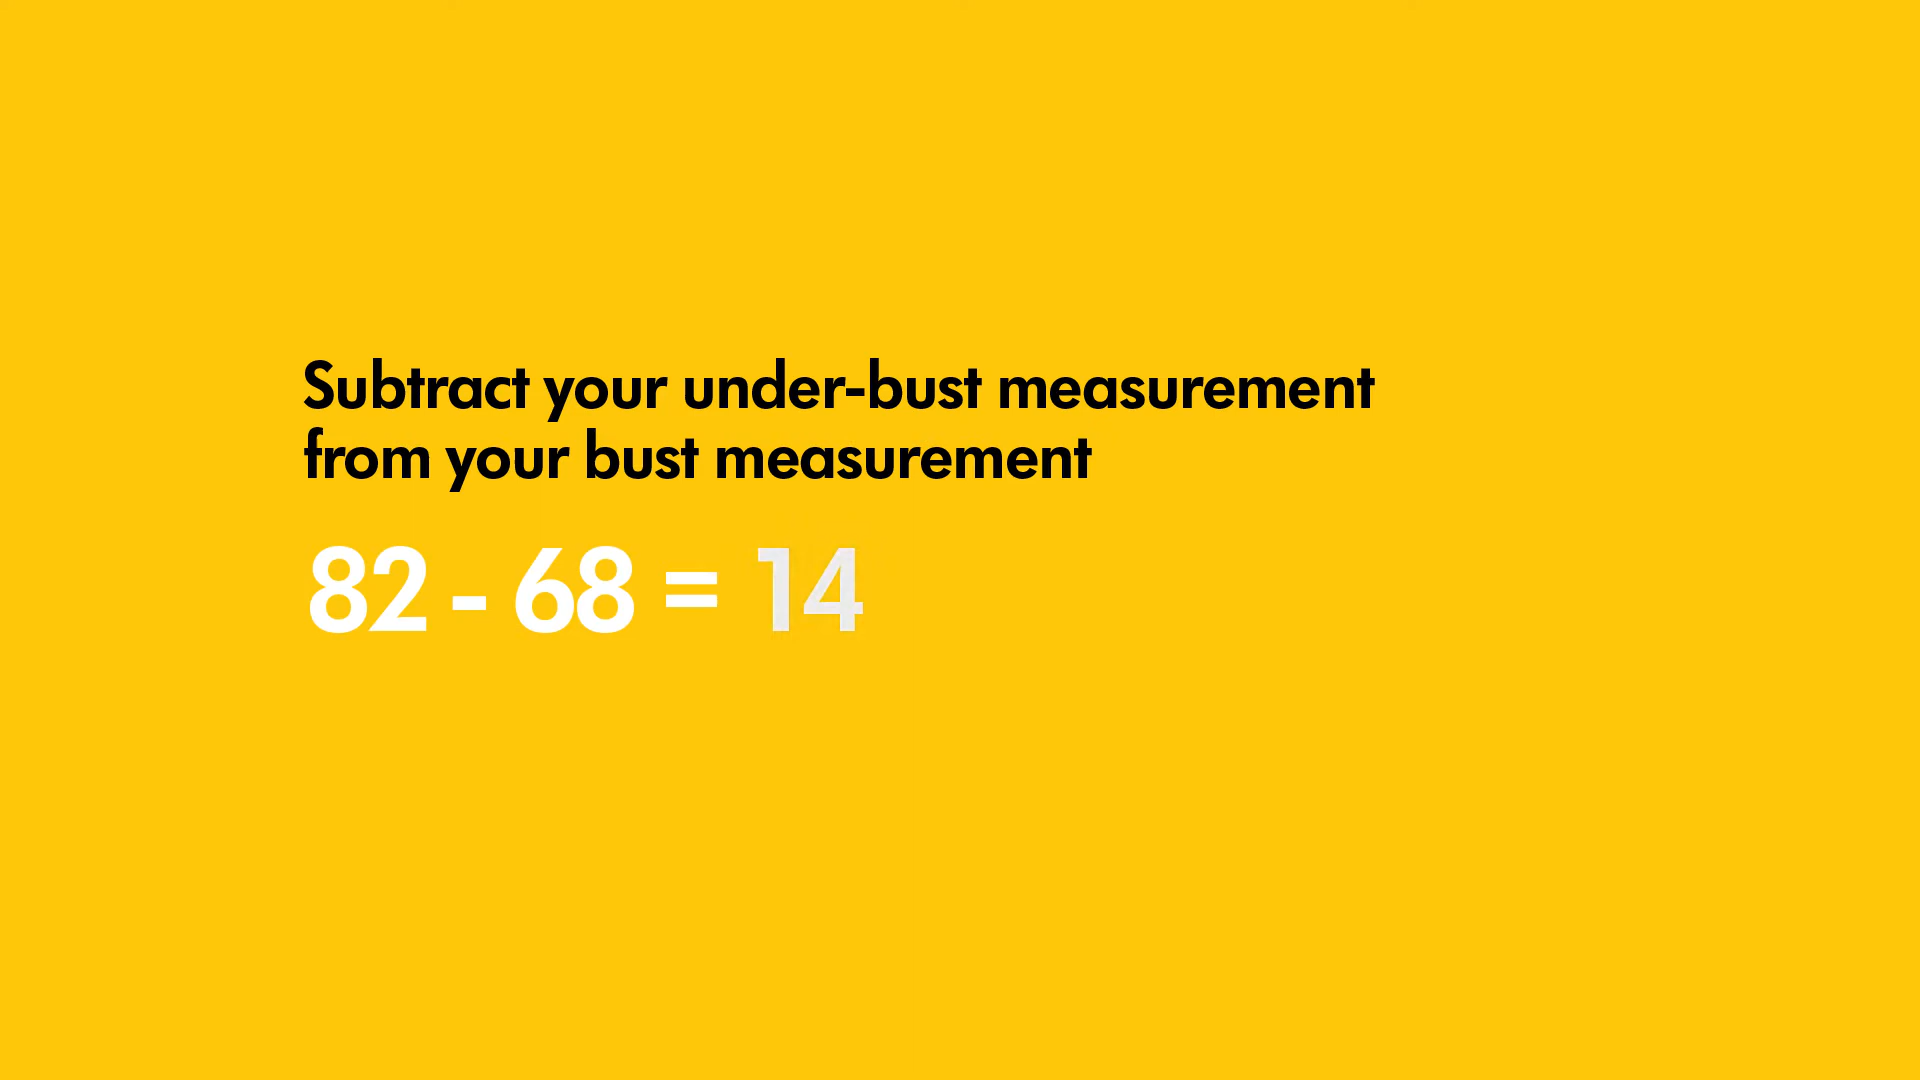 Subtract your under-bust measurement
from your bust measurement
82 - 68 = 14